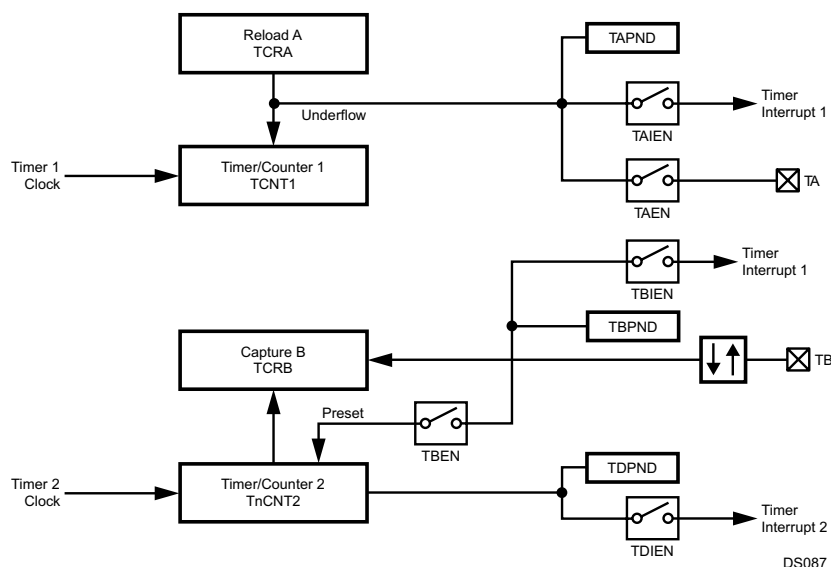 Reload A
TCRA
TAPND
Underflow
TAIEN
Timer
Interrupt 1
Timer 1
Clock
Timer/Counter 1
TCNT1
TAEN
TA
TBIEN
Timer
Interrupt 1
TBPND
Capture B
TCRB
TB
Preset
TBEN
Timer 2
Clock
Timer/Counter 2
TnCNT2
TDPND
TDIEN
Timer
Interrupt 2
DS087